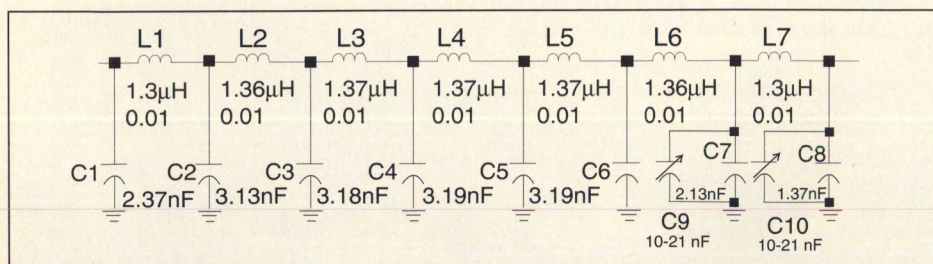 L1 L2 L3 L4 L5 L6 L7
1.3µH 1.36µH 1.37µH 1.37µH 1.37µH 1.36µH 1.3µH
0.01 0.01 0.01 0.01 0.01 0.01 0.01
C1 C2 C3 C4 C5 C6 C7 C8
2.37nF 3.13nF 3.18nF 3.19nF 3.19nF 2.13nF 1.37nF
C9 C10
10-21 nF 10-21 nF